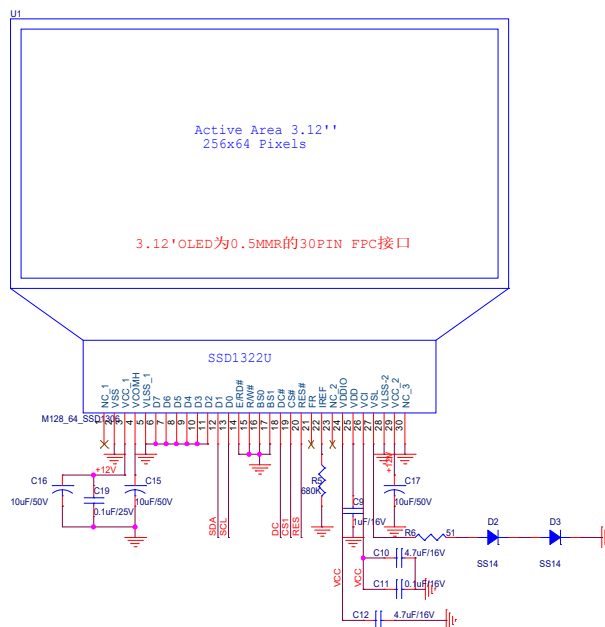 U1
Active Area 3.12''
256x64 Pixels
3.12'OLED为0.5MMR的30PIN FPC接口
SSD1322U
NC_1
VSS
VCC_1
VCOMH
VLSS_1
D7
D6
D5
D4
D3
D2
D1
D0
E/RD#
R/W#
BS0
BS1
DC#
CS#
RES#
FR
IREF
NC_2
VDDIO
VDD
VCI
VSL
VLSS-2
VCC_2
NC_3
M128_64_SSD1306
2
3
4
5
6
7
8
9
10
11
12
13
14
15
16
17
18
19
20
21
22
23
24
25
26
27
28
29
30
+12V
+12V
C16
10uF/50V
C19
0.1uF/25V
C15
10uF/50V
SDA
SCL
DC
CS1
RES
R5
680K
C9
1uF/16V
C17
10uF/50V
R6
51
D2
SS14
D3
SS14
VCC
VCC
C10
4.7uF/16V
C11
0.1uF/16V
C12
4.7uF/16V